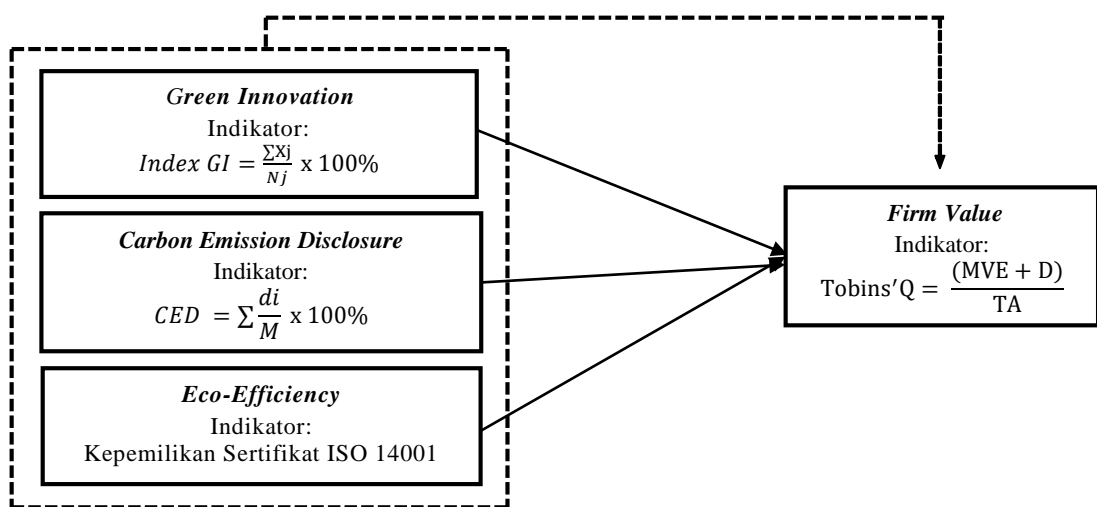 Green Innovation
Indikator:
Index GI = ∑Xj/Nj x 100%
Carbon Emission Disclosure
Indikator:
CED = ∑ di/M x 100%
Eco-Efficiency
Indikator:
Kepemilikan Sertifikat ISO 14001
Firm Value
Indikator:
Tobins′Q = (MVE + D)/TA